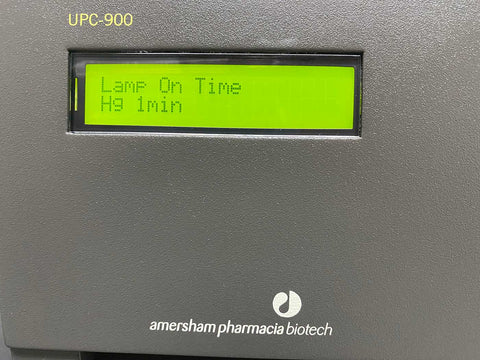 UPC-900
Lamp On Time
Hg 1min
amersham pharmacia biotech